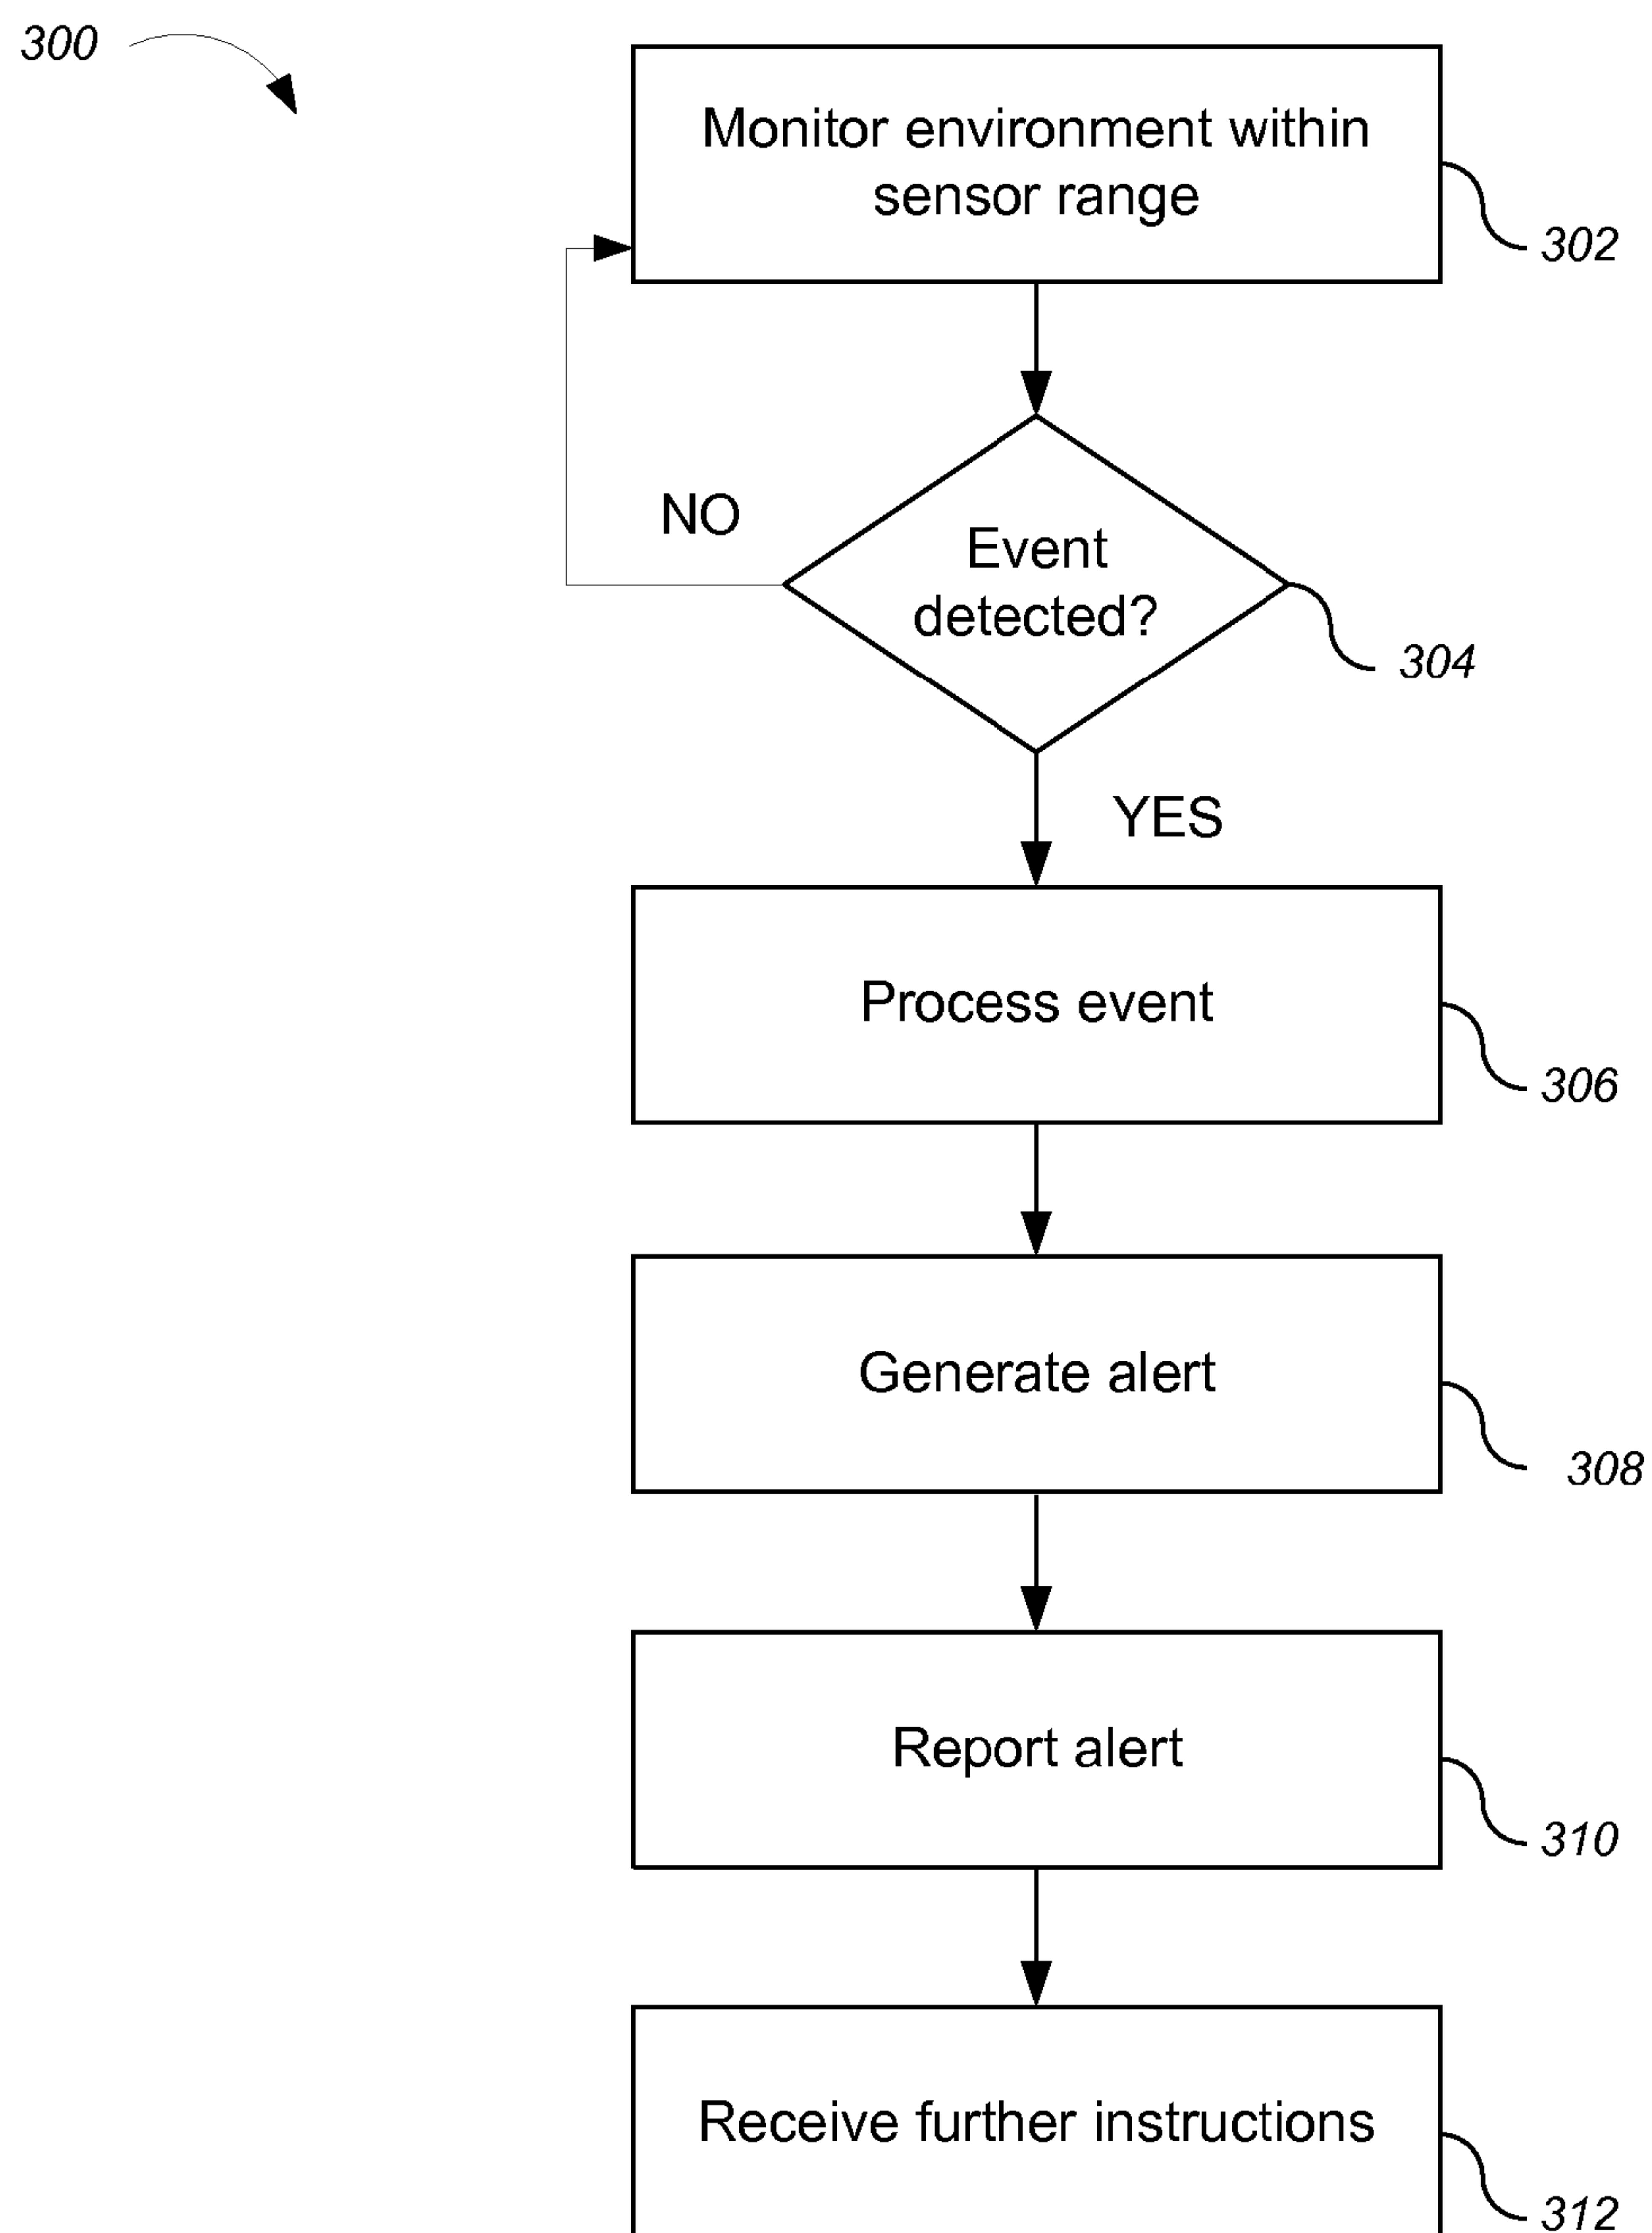 300
Monitor environment within
sensor range
302
NO
Event
detected?
304
YES
Process event
306
Generate alert
308
Report alert
310
Receive further instructions
312